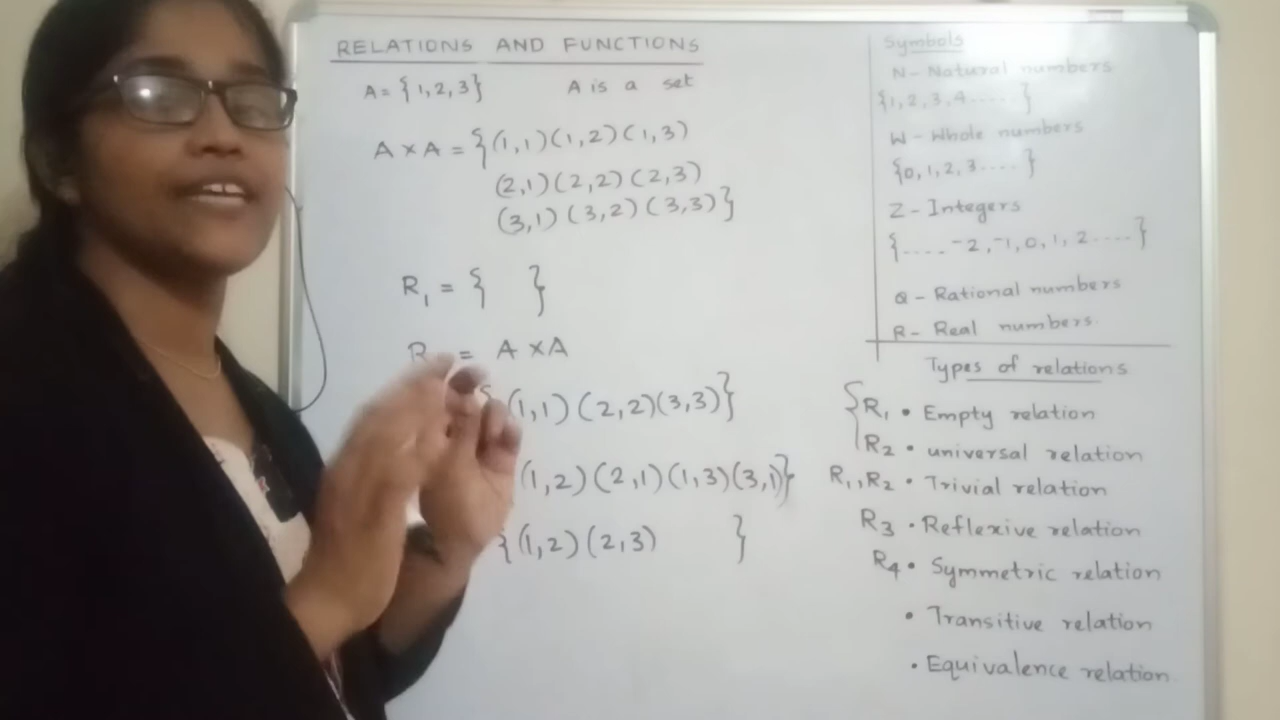 RELATIONS AND FUNCTIONS
A = {1,2,3} A is a set
A × A = {(1,1)(1,2)(1,3)
(2,1)(2,2)(2,3)
(3,1)(3,2)(3,3)}
R₁ = { }
R = A × A
{(1,1)(2,2)(3,3)}
(1,2)(2,1)(1,3)(3,1)}
{(1,2)(2,3) }
Symbols
N - Natural numbers
{1,2,3,4.....}
W - Whole numbers
{0,1,2,3....}
Z - Integers
{.....-2,-1,0,1,2.....}
Q - Rational numbers
R - Real numbers.
Types of relations
{R₁ • Empty relation
R₂ • universal relation
R₁,R₂ • Trivial relation
R₃ • Reflexive relation
R₄ • Symmetric relation
• Transitive relation
• Equivalence relation